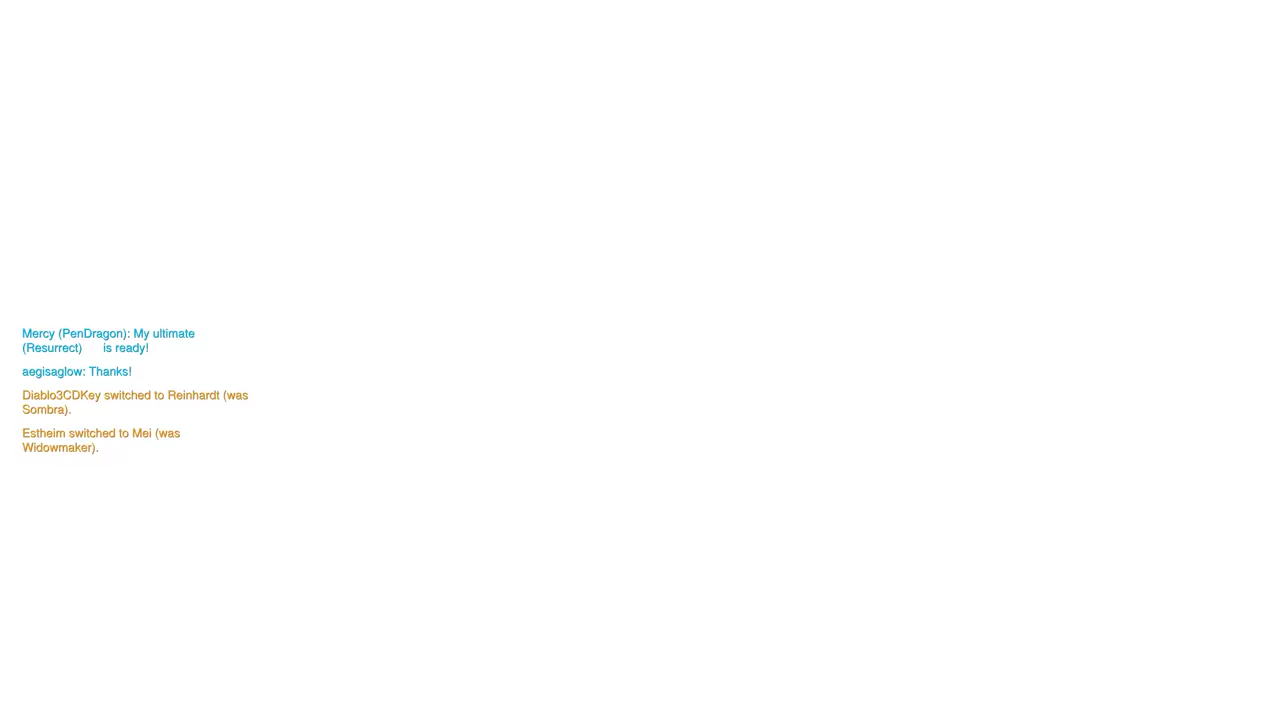 Mercy (PenDragon): My ultimate
(Resurrect) is ready!
aegisaglow: Thanks!
Diablo3CDKey switched to Reinhardt (was
Sombra).
Estheim switched to Mei (was
Widowmaker).